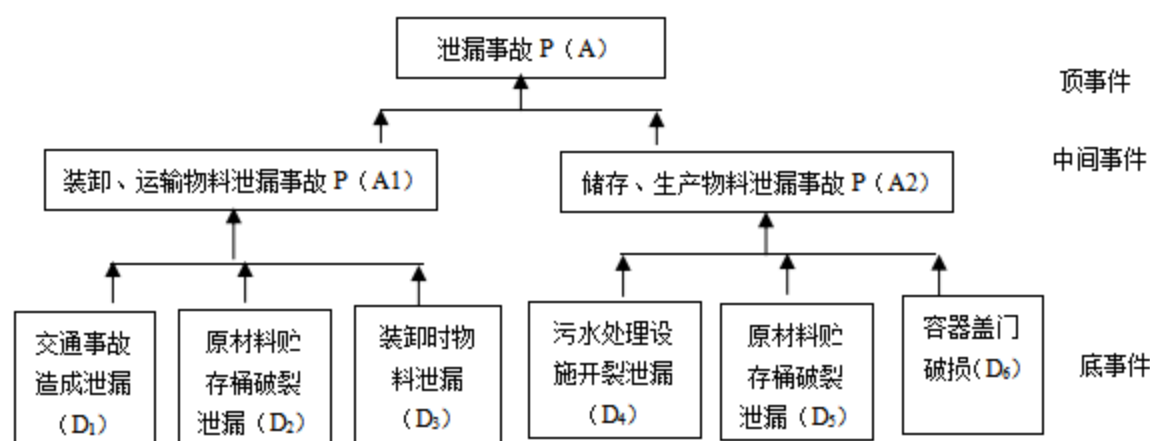 泄漏事故 P（A）
顶事件
中间事件
装卸、运输物料泄漏事故 P（A1）
储存、生产物料泄漏事故 P（A2）
交通事故
造成泄漏
（D₁）
原材料贮
存桶破裂
泄漏（D₂）
装卸时物
料泄漏
（D₃）
污水处理设
施开裂泄漏
（D₄）
原材料贮
存桶破裂
泄漏（D₅）
容器盖门
破损（D₆）
底事件